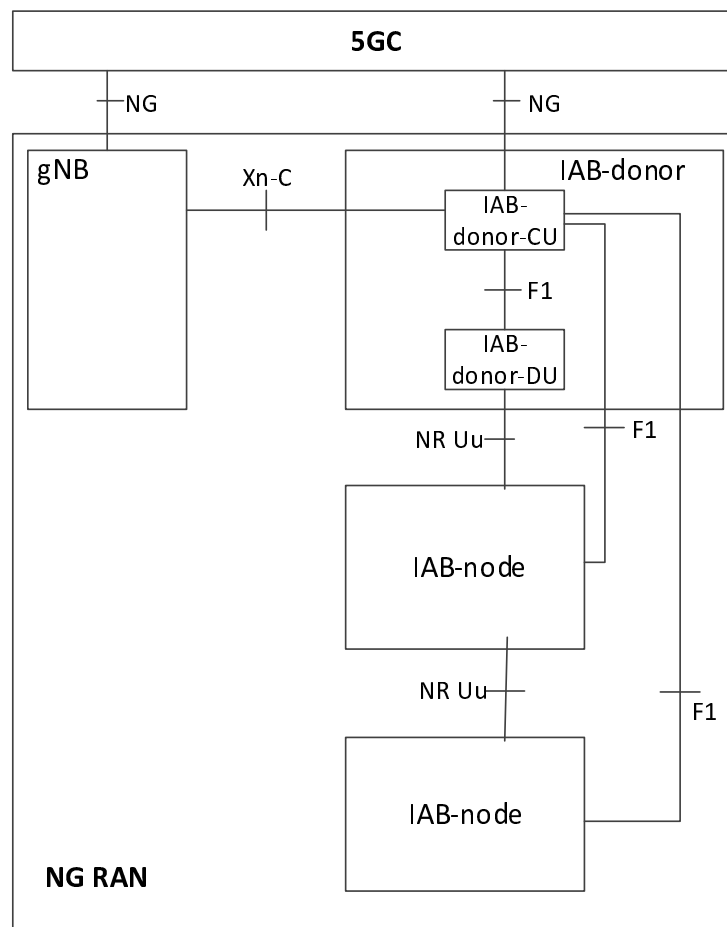 5GC
NG
NG
gNB
Xn-C
IAB-donor
IAB-
donor-CU
F1
IAB-
donor-DU
NR Uu
F1
IAB-node
NR Uu
F1
IAB-node
NG RAN